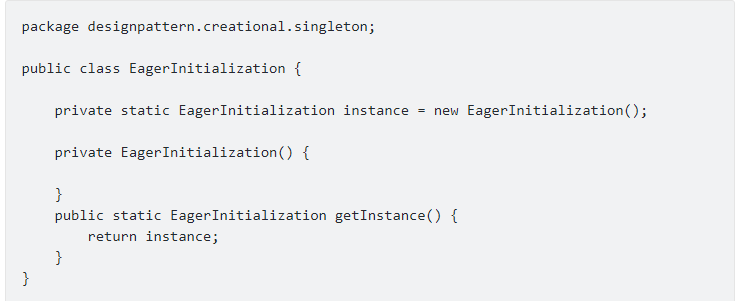 package designpattern.creational.singleton;
public class EagerInitialization {
    private static EagerInitialization instance = new EagerInitialization();
    private EagerInitialization() {
    }
    public static EagerInitialization getInstance() {
        return instance;
    }
}